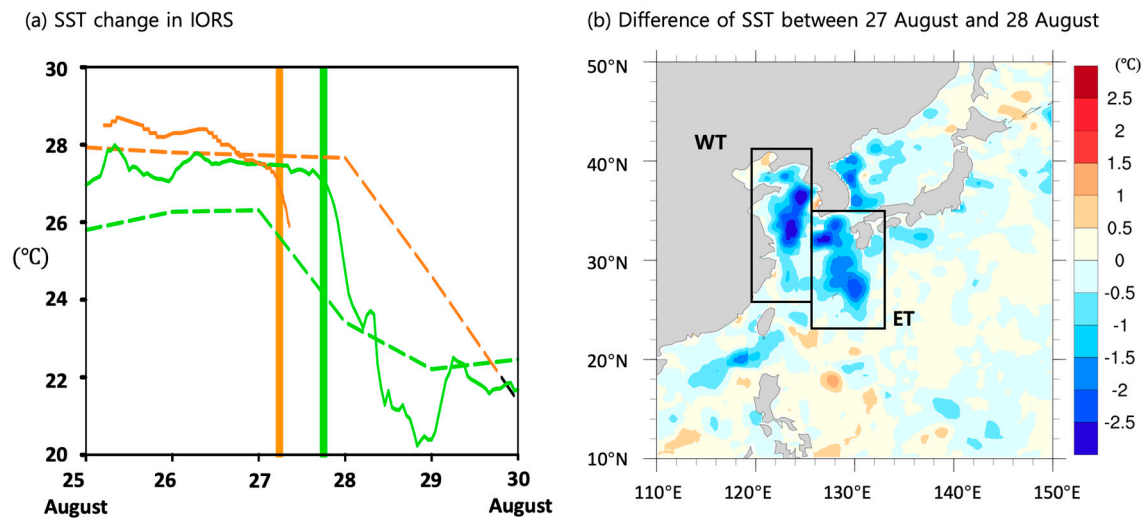 (a) SST change in IORS
30
28
26
(℃)
24
22
20
25
August
26
27
28
29
30
August
(b) Difference of SST between 27 August and 28 August
50°N
40°N
30°N
20°N
10°N
110°E
120°E
130°E
140°E
150°E
WT
ET
(℃)
2.5
2
1.5
1
0.5
0
-0.5
-1
-1.5
-2
-2.5